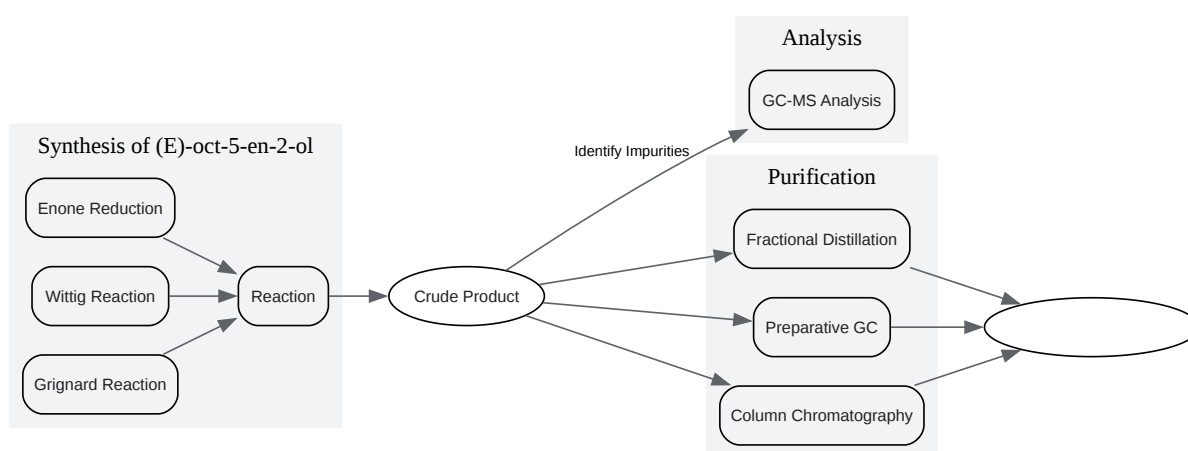 Synthesis of (E)-oct-5-en-2-ol
Enone Reduction
Wittig Reaction
Grignard Reaction
Reaction
Crude Product
Identify Impurities
Analysis
GC-MS Analysis
Purification
Fractional Distillation
Preparative GC
Column Chromatography